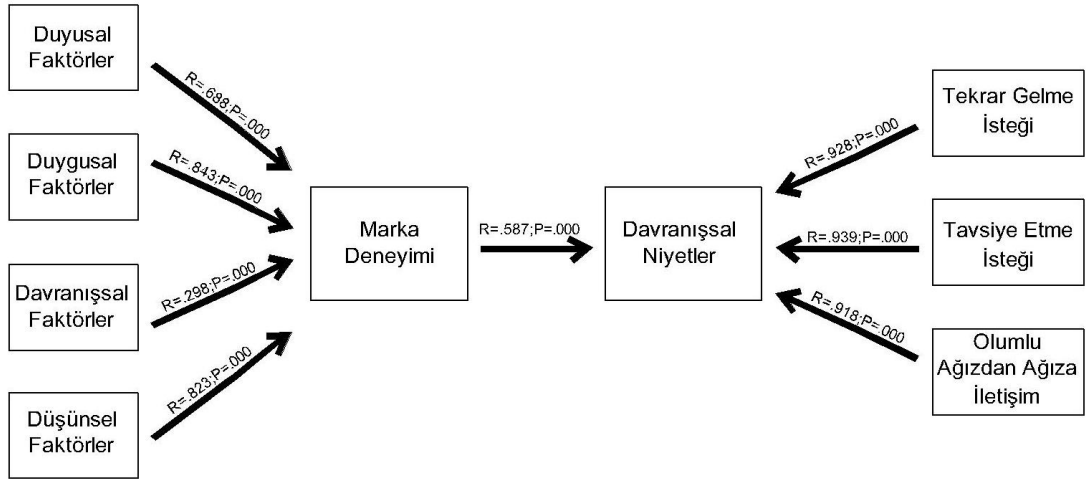 Duyusal
Faktörler
R=.688;P=.000
Duygusal
Faktörler
R=.843;P=.000
Davranışsal
Faktörler
R=.298;P=.000
Düşünsel
Faktörler
R=.823;P=.000
Marka
Deneyimi
R=.587;P=.000
Davranışsal
Niyetler
R=.928;P=.000
Tekrar Gelme
İsteği
R=.939;P=.000
Tavsiye Etme
İsteği
R=.918;P=.000
Olumlu
Ağızdan Ağıza
İletişim